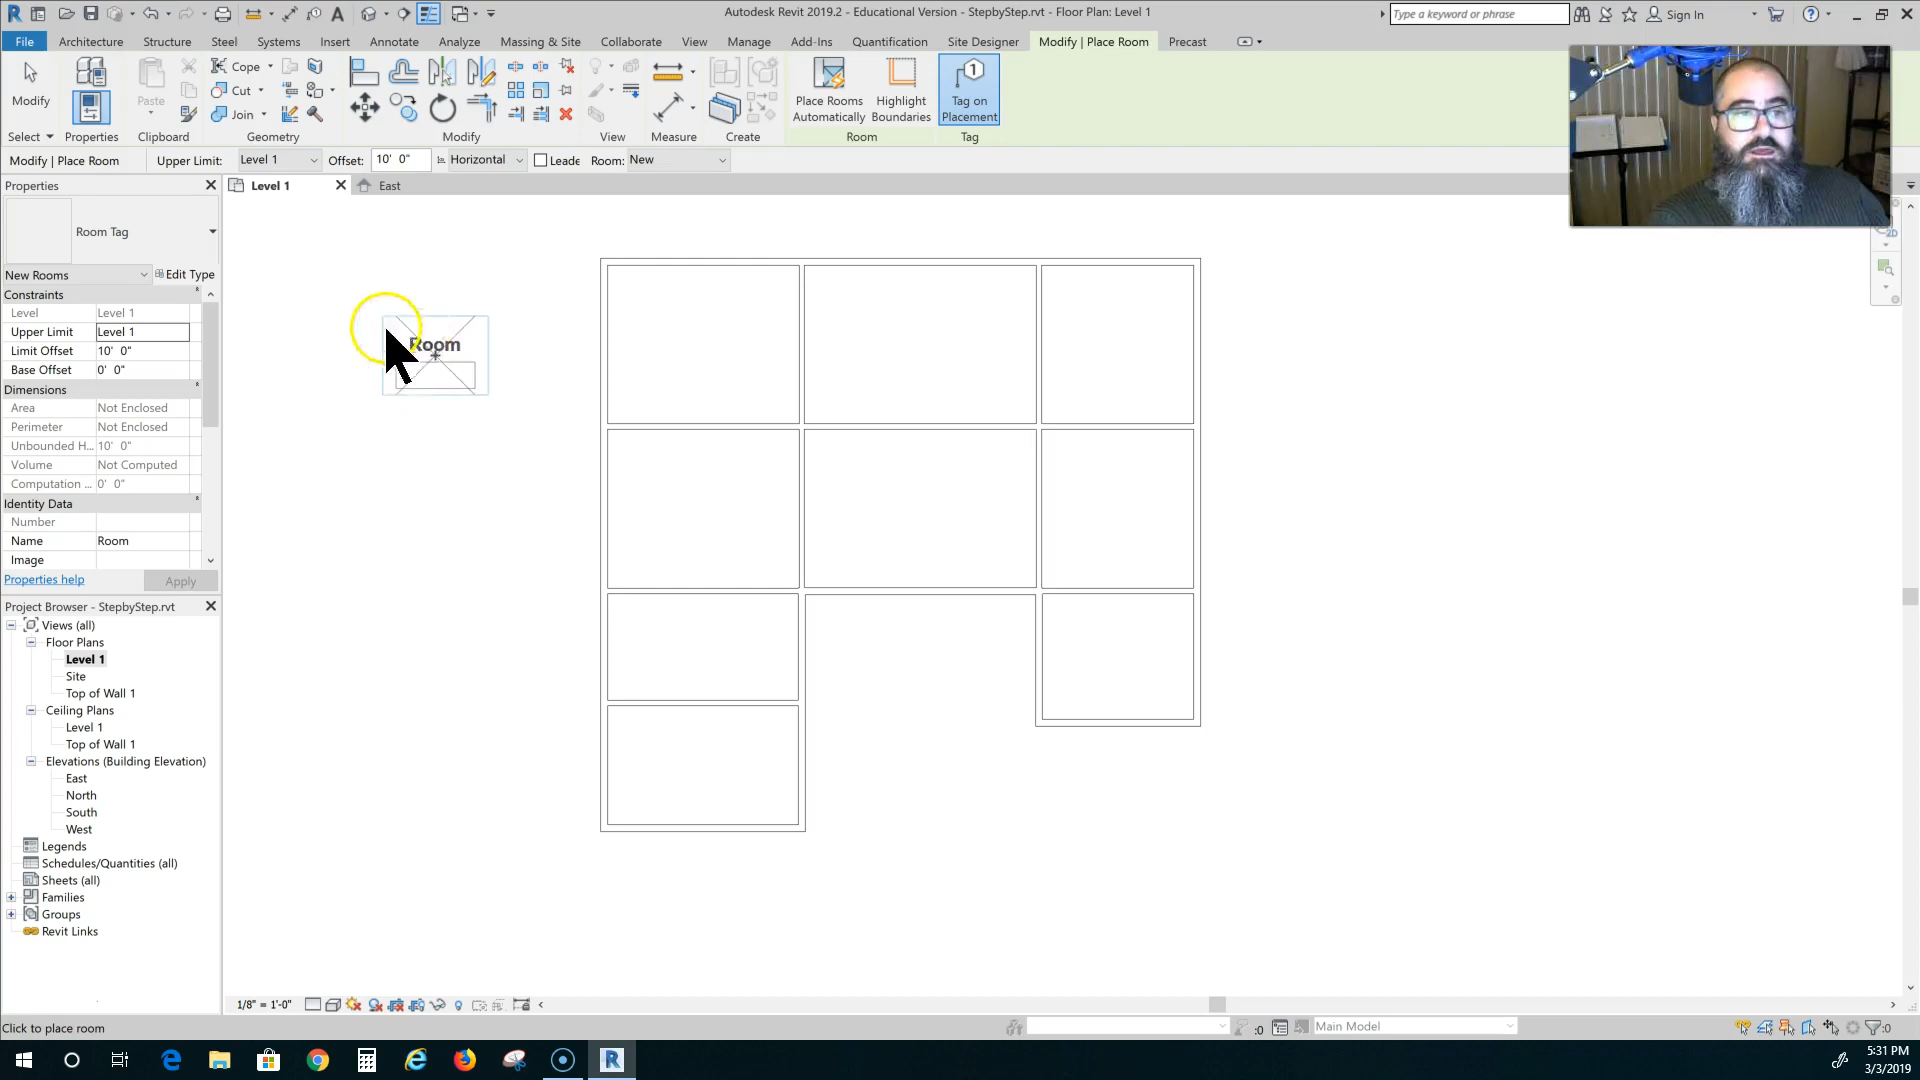 Autodesk Revit 2019.2 - Educational Version - StepbyStep.rvt - Floor Plan: Level 1
Type a keyword or phrase
Sign In
File Architecture Structure Steel Systems Insert Annotate Analyze Massing & Site Collaborate View Manage Add-Ins Quantification Site Designer Modify | Place Room Precast
Modify
Paste
Cope
Cut
Join
Place Rooms Automatically
Highlight Boundaries
Tag on Placement
Select Properties Clipboard Geometry Modify View Measure Create Room Tag
Modify | Place Room Upper Limit: Level 1 Offset: 10' 0" Horizontal Leade Room: New
Properties
Level 1
East
Room Tag
New Rooms Edit Type
Constraints
Level Level 1
Upper Limit Level 1
Limit Offset 10' 0"
Base Offset 0' 0"
Dimensions
Area Not Enclosed
Perimeter Not Enclosed
Unbounded H... 10' 0"
Volume Not Computed
Computation ... 0' 0"
Identity Data
Number
Name Room
Image
Properties help Apply
Room
Project Browser - StepbyStep.rvt
Views (all)
Floor Plans
Level 1
Site
Top of Wall 1
Ceiling Plans
Level 1
Top of Wall 1
Elevations (Building Elevation)
East
North
South
West
Legends
Schedules/Quantities (all)
Sheets (all)
Families
Groups
Revit Links
1/8" = 1'-0"
Click to place room
:0
Main Model
:0
5:31 PM
3/3/2019